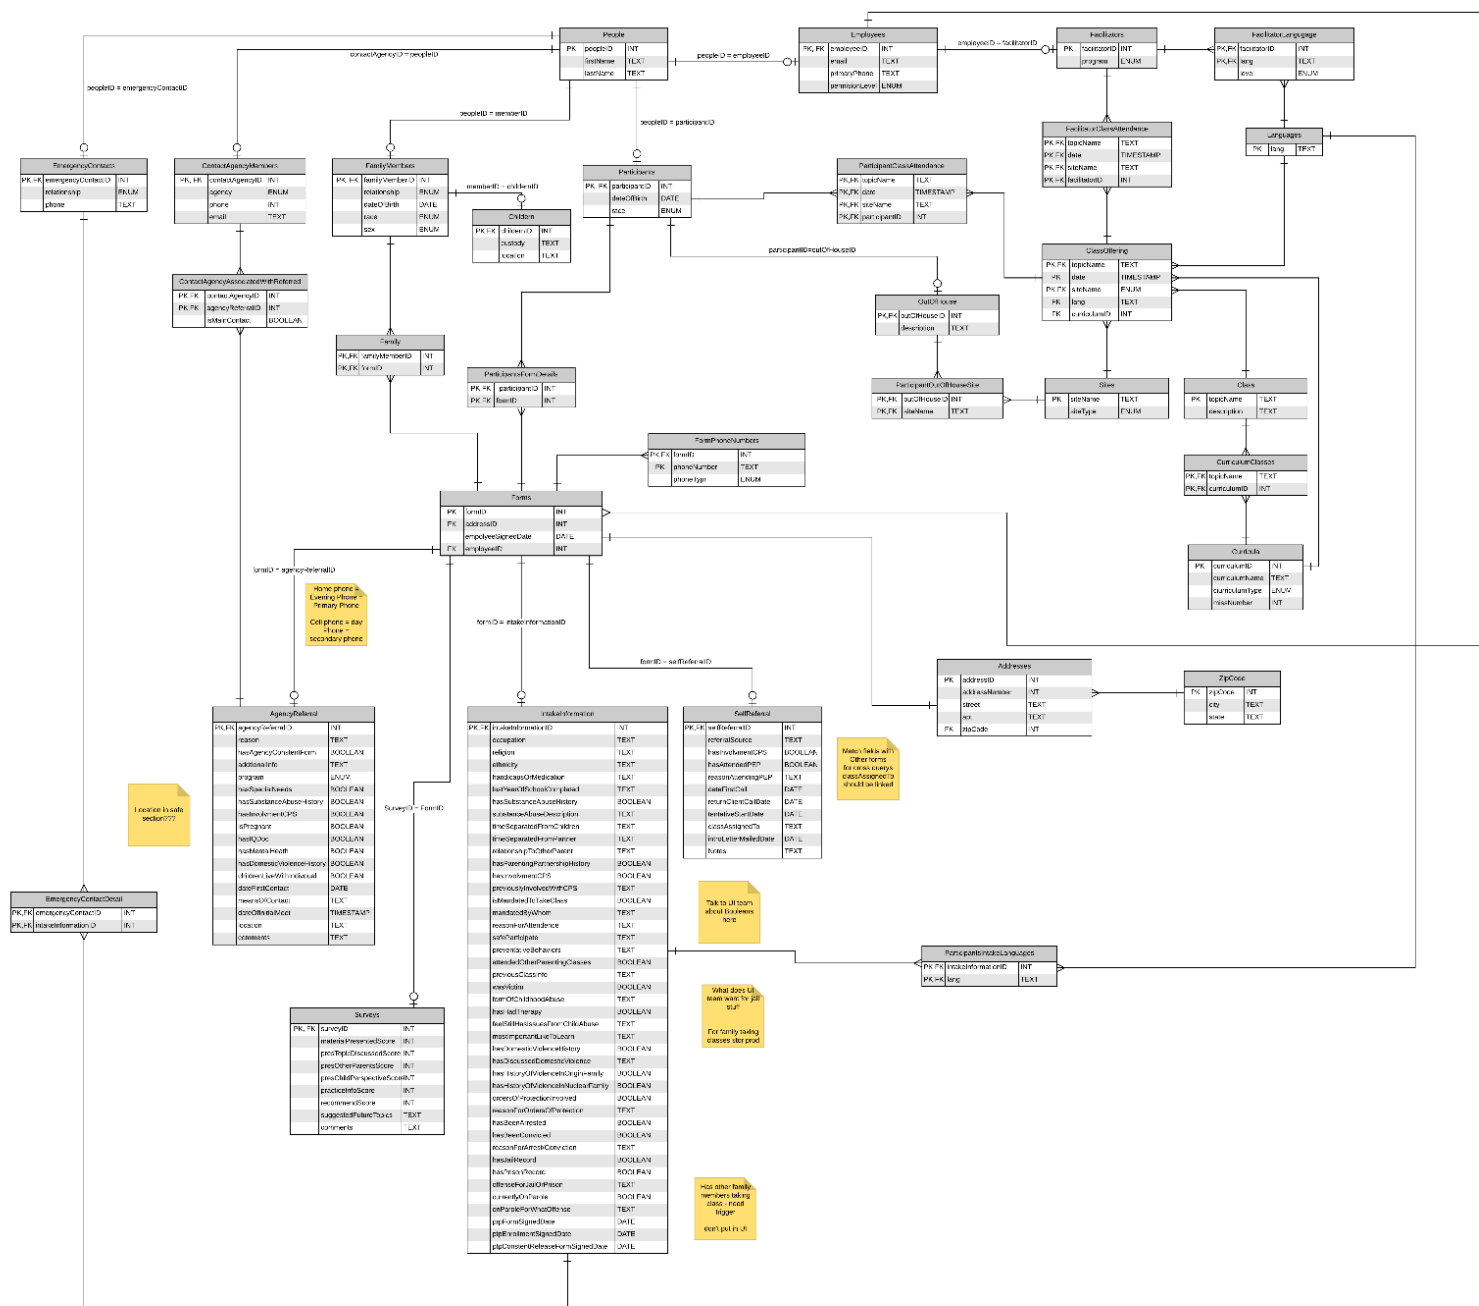 People
PK peopleID INT
firstName TEXT
lastName TEXT
Employees
PK, FK employeeID INT
email TEXT
primaryPhone TEXT
permisionLevel ENUM
Facilitators
PK facilitatorID INT
program ENUM
FacilitatorLangugage
PK,FK facilitatorID INT
PK,FK lang TEXT
level ENUM
contactAgencyID = peopleID
peopleID = employeeID
employeeID = facilitatorID
peopleID = emergencyContactID
peopleID = memberID
peopleID = participantID
FacilitatorClassAttendance
PK,FK topicName TEXT
PK,FK date TIMESTAMP
PK,FK siteName TEXT
PK,FK facilitatorID INT
Languages
PK lang TEXT
EmergencyContacts
PK,FK emergencyContactID INT
relationship ENUM
phone TEXT
ContactAgencyMembers
PK, FK contactAgencyID INT
agency ENUM
phone INT
email TEXT
FamilyMembers
PK,FK familyMemberID INT
relationship ENUM
dateOfBirth DATE
race ENUM
sex ENUM
memberID = childernID
Childern
PK,FK childernID INT
custody TEXT
location TEXT
Participants
PK,FK participantID INT
dateOfBirth DATE
race ENUM
ParticipantClassAttendance
PK,FK topicName TEXT
PK,FK date TIMESTAMP
PK,FK siteName TEXT
PK,FK participantID INT
participantID=outOfHouseID
ClassOffering
PK,FK topicName TEXT
PK date TIMESTAMP
PK,FK siteName ENUM
FK lang TEXT
FK curriculumID INT
ContactAgencyAssociatedWithReferred
PK,FK contactAgencyID INT
PK,FK agencyReferralID INT
isMainContact BOOLEAN
OutOfHouse
PK,FK outOfHouseID INT
description TEXT
Family
PK,FK familyMemberID INT
PK,FK formID INT
ParticipantsFormDetails
PK,FK participantID INT
PK,FK formID INT
ParticipantOutOfHouseSite
PK,FK outOfHouseID INT
PK,FK siteName TEXT
Sites
PK siteName TEXT
siteType ENUM
Class
PK topicName TEXT
description TEXT
FormPhoneNumbers
PK,FK formID INT
PK phoneNumber TEXT
phoneType ENUM
CurriculumClasses
PK,FK topicName TEXT
PK,FK curriculumID INT
Forms
PK formID INT
FK addressID INT
empolyeeSignedDate DATE
FK employeeID INT
Curricula
PK curriculumID INT
curriculumName TEXT
curriculumType ENUM
missNumber INT
formID = agencyReferralID
Home phone =
Evening Phone =
Primary Phone
Cell phone = day
Phone =
secondary phone
formID = intakeInformationID
formID = selfReferralID
Addresses
PK addressID INT
addressNumber INT
street TEXT
apt TEXT
FK zipCode INT
ZipCode
PK zipCode INT
city TEXT
state TEXT
AgencyReferral
PK,FK agencyReferralID INT
reason TEXT
hasAgencyConstentForm BOOLEAN
additionalInfo TEXT
program ENUM
hasSpecialNeeds BOOLEAN
hasSubstanceAbuseHistory BOOLEAN
hasInvolvmentCPS BOOLEAN
isPregnant BOOLEAN
hasIQDoc BOOLEAN
hasMentalHealth BOOLEAN
hasDomesticViolenceHistory BOOLEAN
childrenLiveWithIndividual BOOLEAN
dateFirstContact DATE
meansOfContact TEXT
dateOfInitialMeet TIMESTAMP
location TEXT
comments TEXT
Location in safe
section???
SurveyID = FormID
IntakeInformation
PK,FK intakeInformationID INT
occupation TEXT
religion TEXT
ethnicity TEXT
handicapsOrMedication TEXT
lastYearOfSchoolCompleted TEXT
hasSubstanceAbuseHistory BOOLEAN
substanceAbuseDescription TEXT
timeSeparatedFromChildren TEXT
timeSeparatedFromPartner TEXT
relationshipToOtherParent TEXT
hasParentingPartnershipHistory BOOLEAN
hasInvolvmentCPS BOOLEAN
previouslyInvolvedWithCPS TEXT
isMandatedToTakeClass BOOLEAN
mandatedByWhom TEXT
reasonForAttendence TEXT
safeParticipate TEXT
preventativeBehaviors TEXT
attendedOtherParentingClasses BOOLEAN
previousClassInfo TEXT
wasVictim BOOLEAN
formOfChildhoodAbuse TEXT
hasHadTherapy BOOLEAN
feelStillHasIssuesFromChildAbuse TEXT
mostImportantLikeToLearn TEXT
hasDomesticViolenceHistory BOOLEAN
hasDiscussedDomesticViolence TEXT
hasHistoryOfViolenceInOriginFamily BOOLEAN
hasHistoryOfViolenceInNuclearFamily BOOLEAN
ordersOfProtectionInvolved BOOLEAN
reasonForOrdersOfProtection TEXT
hasBeenArrested BOOLEAN
hasBeenConvicted BOOLEAN
reasonForArrestConviction TEXT
hasJailRecord BOOLEAN
hasPrisonRecord BOOLEAN
offenseForJailOrPrison TEXT
currentlyOnParole BOOLEAN
onParoleForWhatOffense TEXT
ptpFormSignedDate DATE
ptpEnrollmentSignedDate DATE
ptpConstentReleaseFormSignedDate DATE
SelfReferral
PK,FK selfReferralID INT
referralSource TEXT
hasInvolvmentCPS BOOLEAN
hasAttendedPEP BOOLEAN
reasonAttendingPEP TEXT
dateFirstCall DATE
returnClientCallDate DATE
tentativeStartDate DATE
classAssignedTo TEXT
introLetterMailedDate DATE
Notes TEXT
Match fields with
Other forms
for cross querys
classAssignedTo
should be linked
Talk to UI team
about Booleans
here
EmergencyContactDetail
PK,FK emergencyContactID INT
PK,FK intakeInformationID INT
ParticipantsIntakeLanguages
PK,FK intakeInformationID INT
PK,FK lang TEXT
What does UI
team want for jail
stuff
For family taking
classes stor prod
Surveys
PK, FK surveyID INT
materialPresentedScore INT
presTopicDiscussedScore INT
presOtherParentsScore INT
presChildPerspectiveScore INT
practiceInfoScore INT
recommendScore INT
suggestedFutureTopics TEXT
comments TEXT
Has other family
members taking
class - need
trigger
don't put in UI